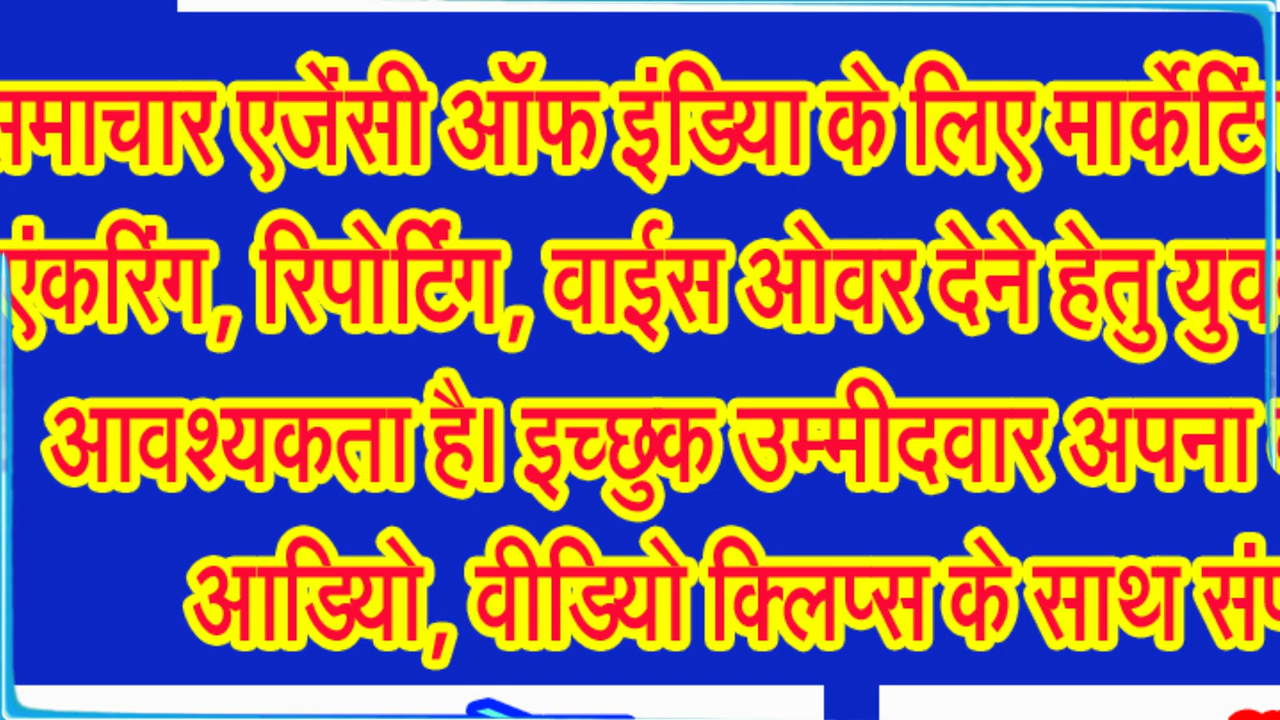 समाचार एजेंसी ऑफ इंडिया के लिए
एंकरिंग, रिपोर्टिंग, वाईस ओवर देने हेतु
आवश्यकता है। इच्छुक उम्मीदवार अपना
आडियो, वीडियो क्लिप्स के साथ